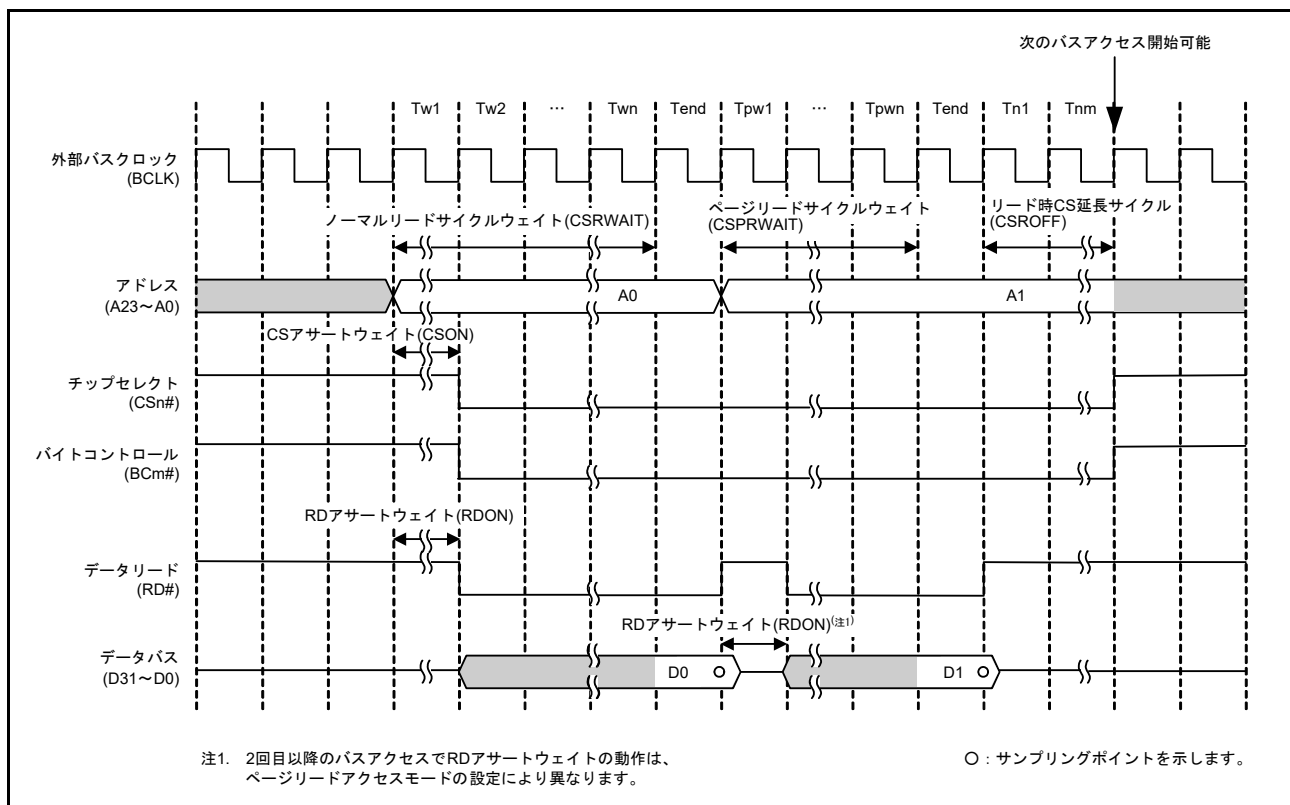 次のバスアクセス開始可能
Tw1 Tw2 … Twn Tend Tpw1 … Tpwn Tend Tn1 Tnm
外部バスクロック
(BCLK)
ノーマルリードサイクルウェイト(CSRWAIT)
ページリードサイクルウェイト
(CSPRWAIT)
リード時CS延長サイクル
(CSROFF)
アドレス
(A23～A0)
A0 A1
CSアサートウェイト(CSON)
チップセレクト
(CSn#)
バイトコントロール
(BCm#)
RDアサートウェイト(RDON)
データリード
(RD#)
RDアサートウェイト(RDON)(注1)
データバス
(D31～D0)
D0 D1
注1. 2回目以降のバスアクセスでRDアサートウェイトの動作は、
ページリードアクセスモードの設定により異なります。
○：サンプリングポイントを示します。